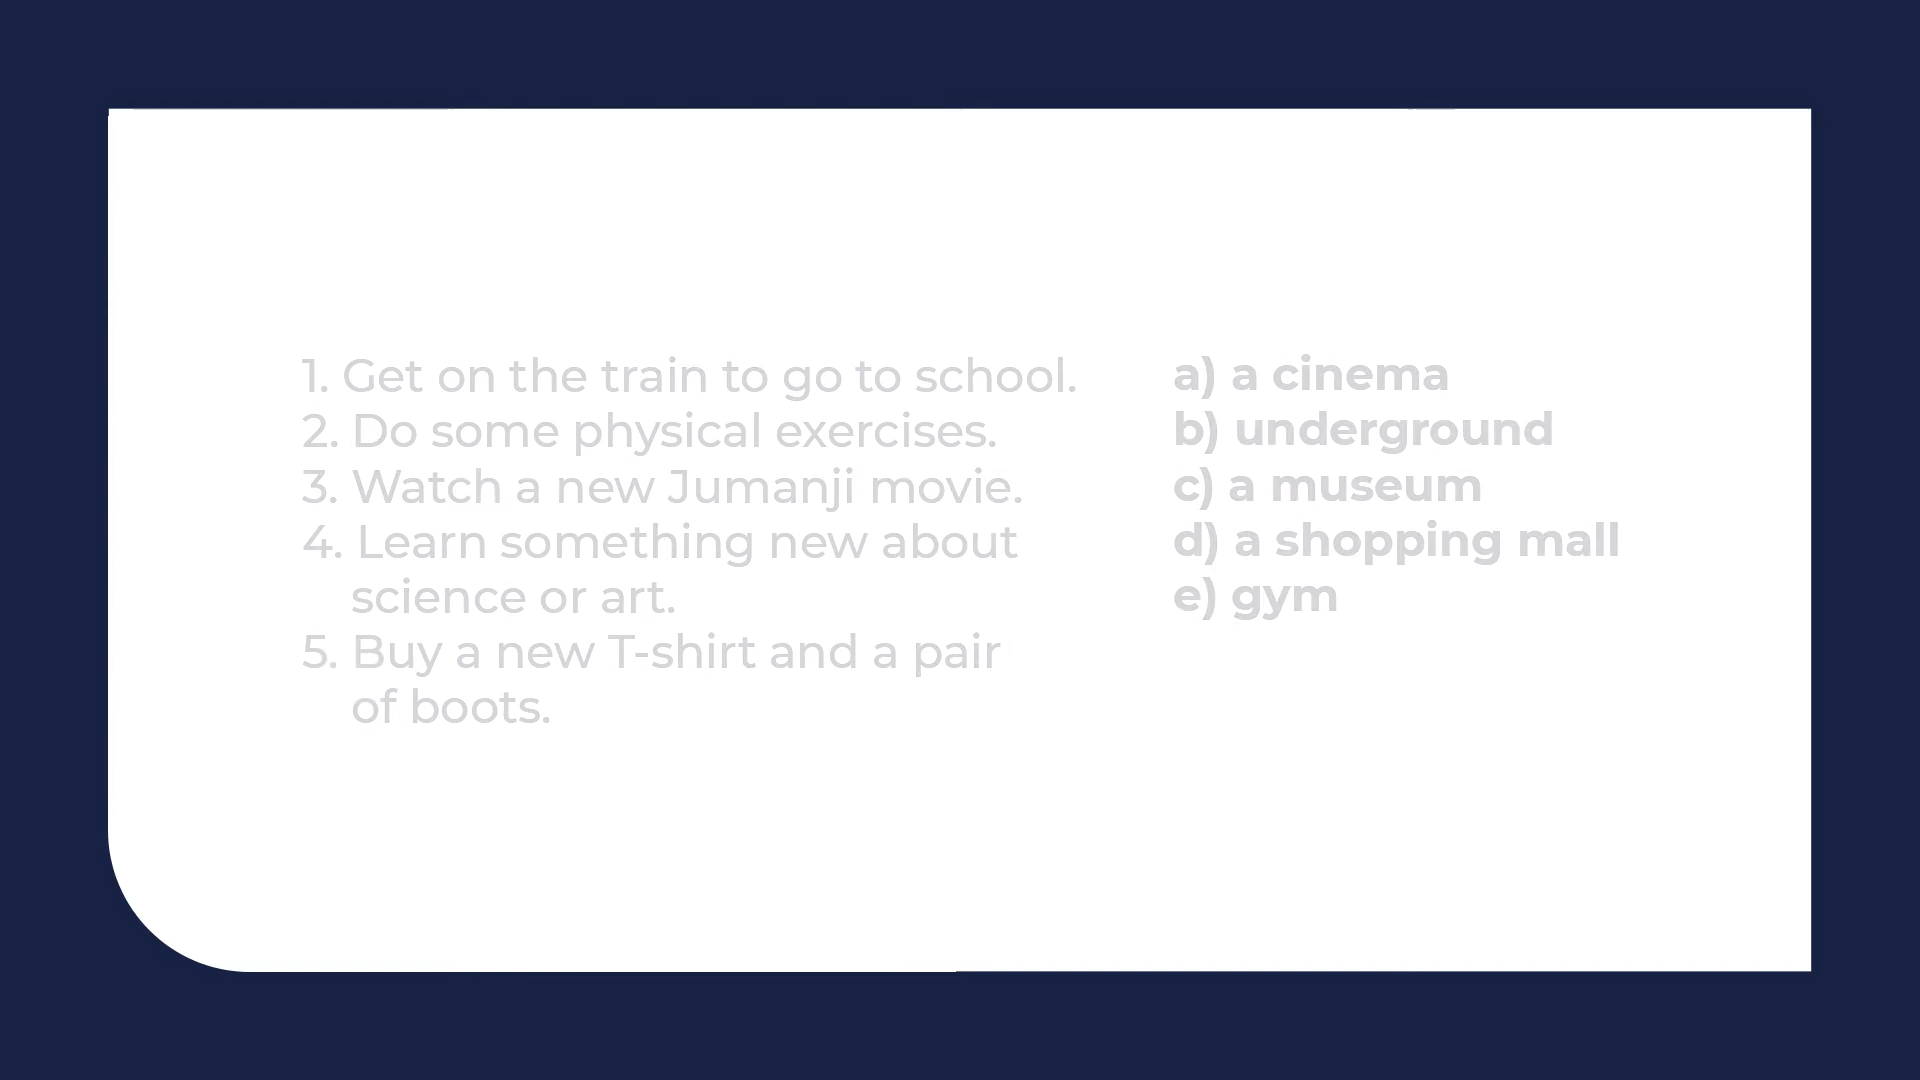 1. Get on the train to go to school.
2. Do some physical exercises.
3. Watch a new Jumanji movie.
4. Learn something new about
science or art.
5. Buy a new T-shirt and a pair
of boots.
a) a cinema
b) underground
c) a museum
d) a shopping mall
e) gym